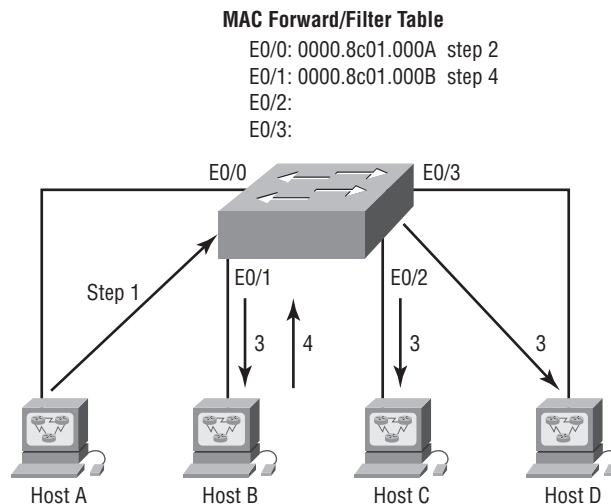 MAC Forward/Filter Table
E0/0: 0000.8c01.000A step 2
E0/1: 0000.8c01.000B step 4
E0/2:
E0/3:
E0/0
E0/3
E0/1
E0/2
Step 1
3
4
3
3
Host A
Host B
Host C
Host D